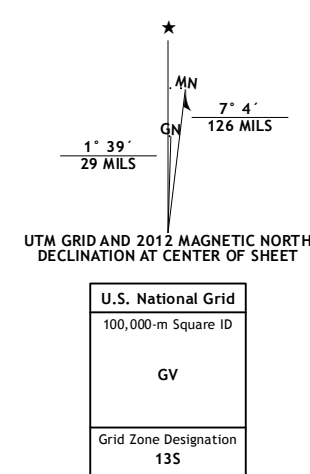 ★
MN
GN
7° 4´
126 MILS
1° 39´
29 MILS
UTM GRID AND 2012 MAGNETIC NORTH
DECLINATION AT CENTER OF SHEET
U.S. National Grid
100,000-m Square ID
GV
Grid Zone Designation
13S